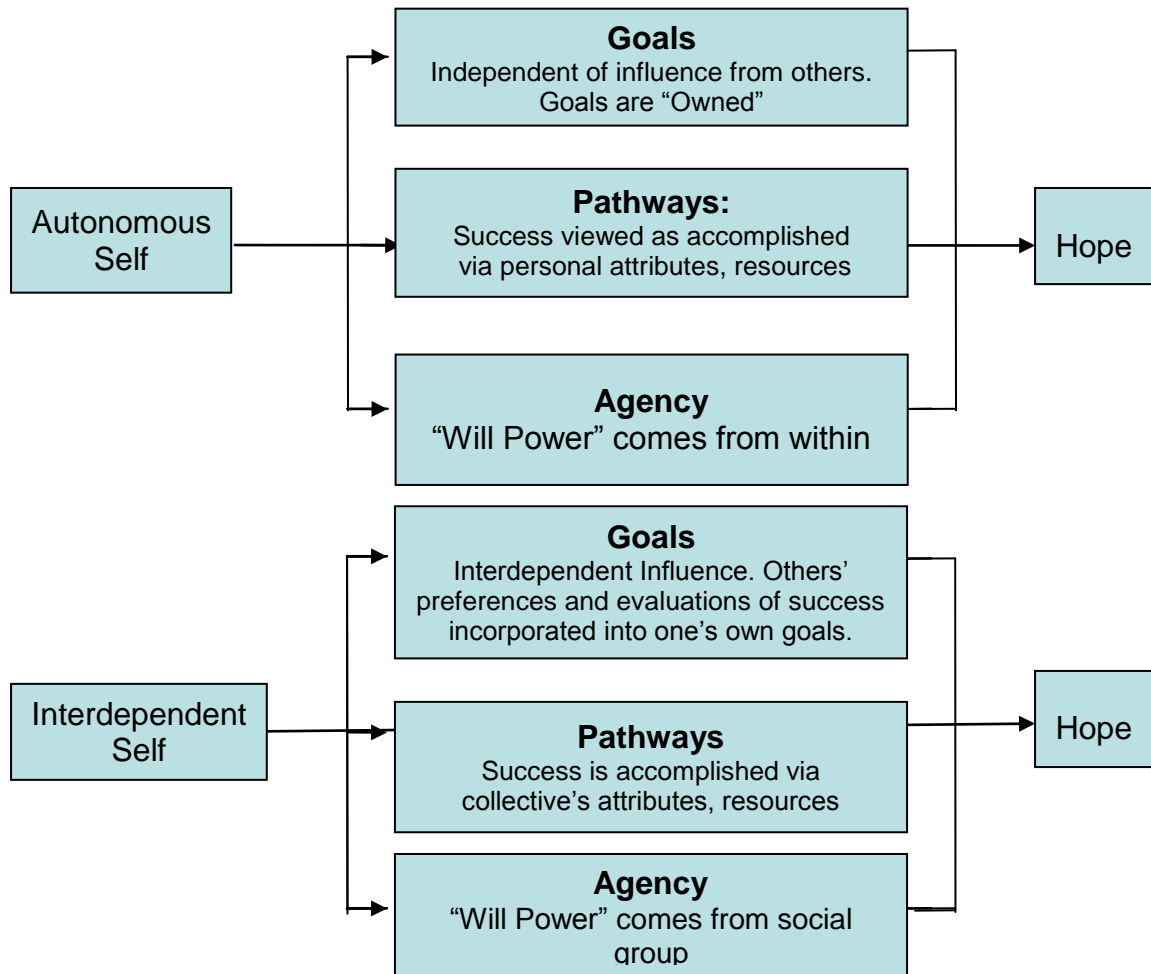 Goals
Independent of influence from others.
Goals are “Owned”
Autonomous
Self
Pathways:
Success viewed as accomplished
via personal attributes, resources
Hope
Agency
“Will Power” comes from within
Goals
Interdependent Influence. Others’
preferences and evaluations of success
incorporated into one’s own goals.
Interdependent
Self
Pathways
Success is accomplished via
collective’s attributes, resources
Hope
Agency
“Will Power” comes from social
group